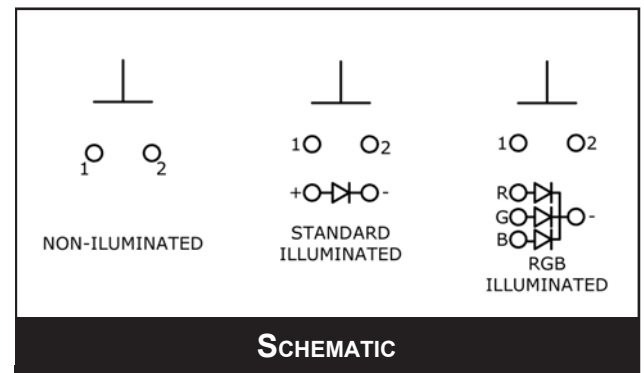 1 2
NON-ILUMINATED
1 2
+ -
STANDARD
ILLUMINATED
1 2
R
G -
B
RGB
ILLUMINATED
SCHEMATIC